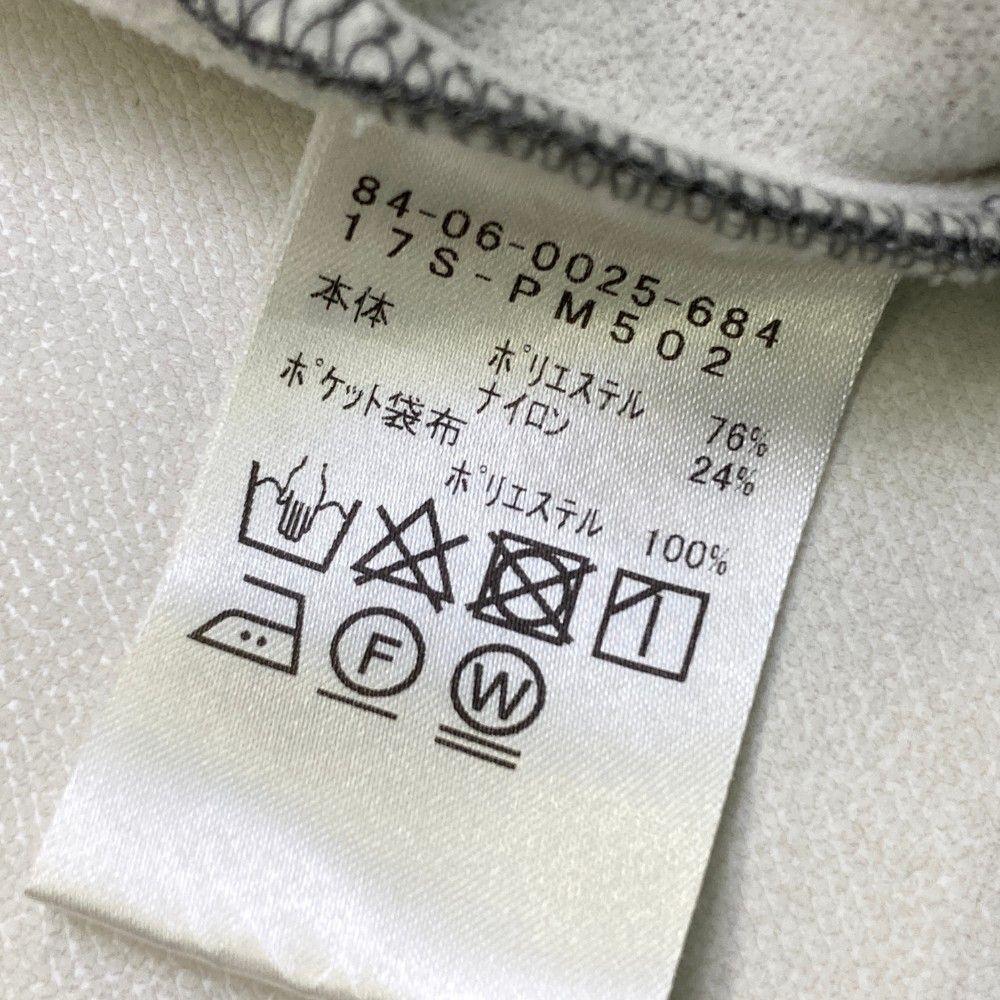 84-06-0025-684
17S-PM502
本体
ポリエステル 76%
ナイロン 24%
ポケット袋布
ポリエステル 100%
F
W